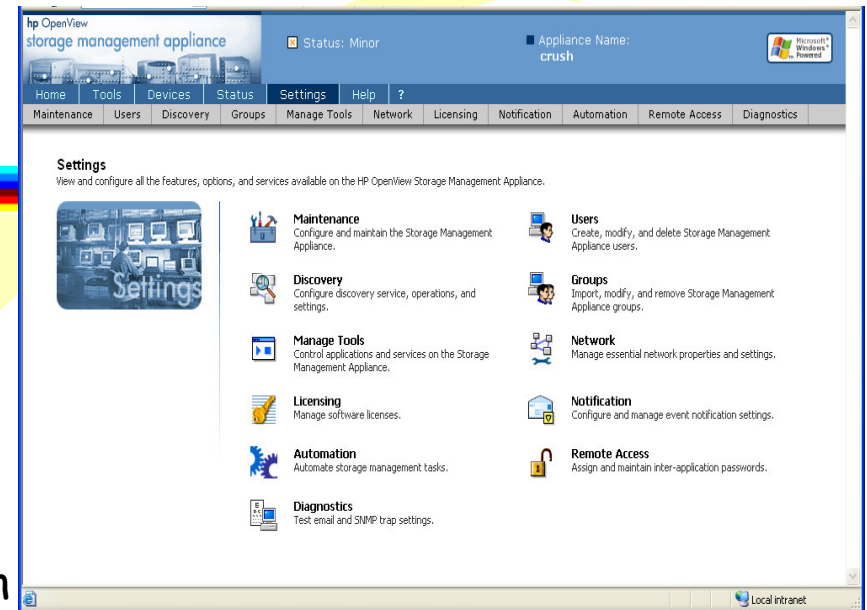 hp OpenView
storage management appliance
Status: Minor
Appliance Name:
crush
Microsoft
Windows
Powered
Home Tools Devices Status Settings Help ?
Maintenance Users Discovery Groups Manage Tools Network Licensing Notification Automation Remote Access Diagnostics
Settings
View and configure all the features, options, and services available on the HP OpenView Storage Management Appliance.
Settings
Maintenance
Configure and maintain the Storage Management
Appliance.
Users
Create, modify, and delete Storage Management
Appliance users.
Discovery
Configure discovery service, operations, and
settings.
Groups
Import, modify, and remove Storage Management
Appliance groups.
Manage Tools
Control applications and services on the Storage
Management Appliance.
Network
Manage essential network properties and settings.
Licensing
Manage software licenses.
Notification
Configure and manage event notification settings.
Automation
Automate storage management tasks.
Remote Access
Assign and maintain inter-application passwords.
Diagnostics
Test email and SNMP trap settings.
Local intranet